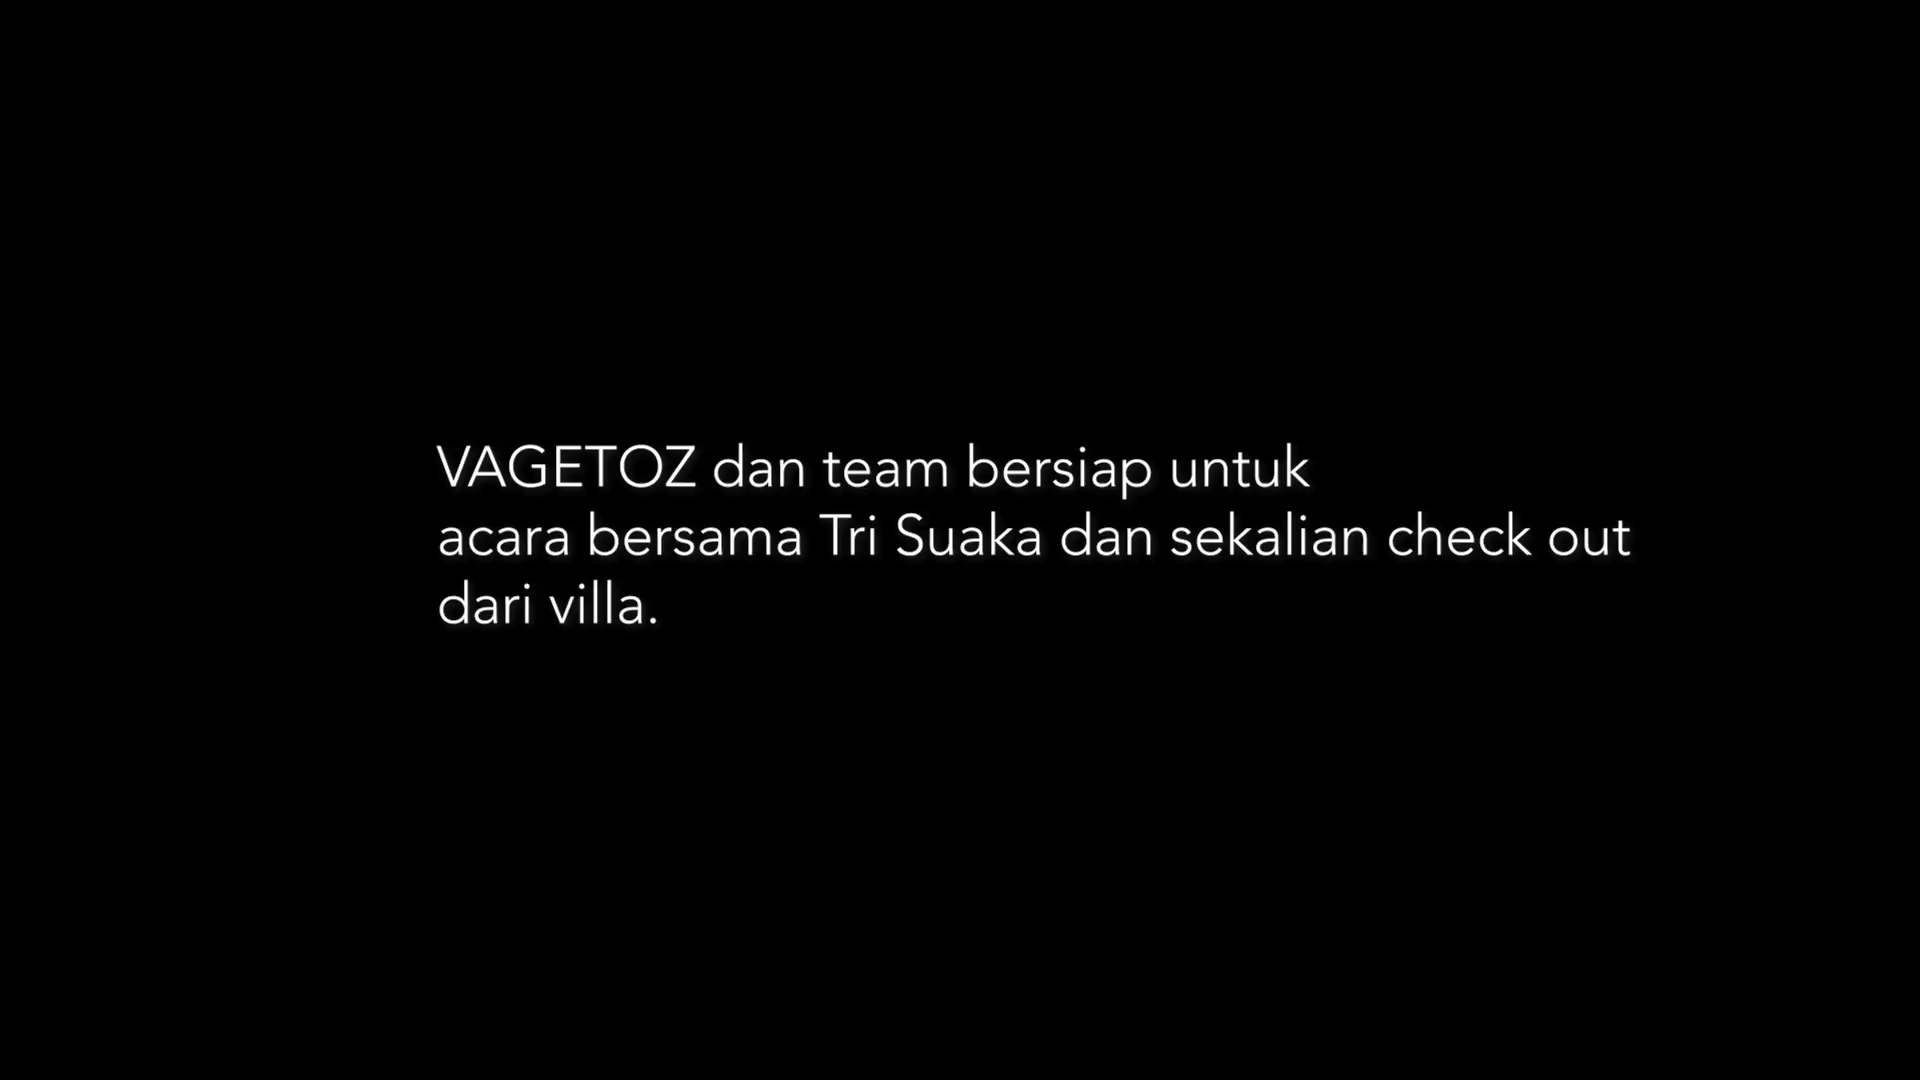 VAGETOZ dan team bersiap untuk
acara bersama Tri Suaka dan sekalian check out
dari villa.